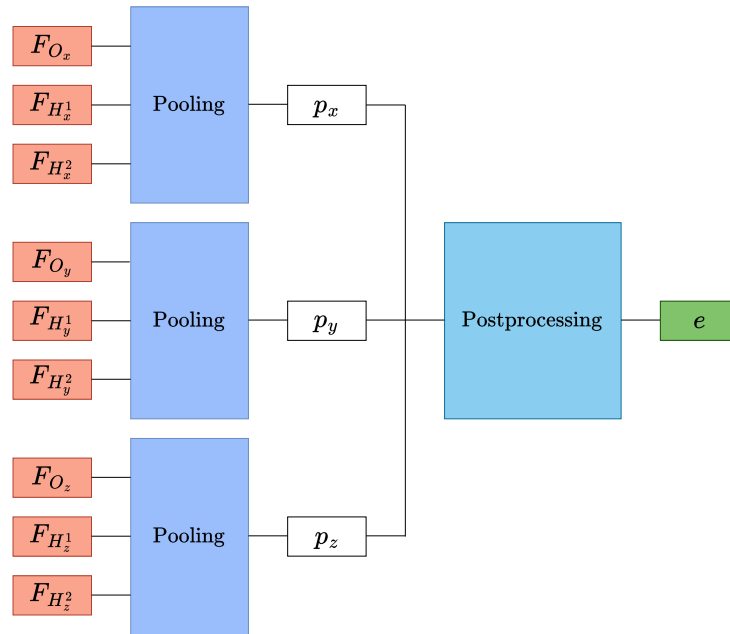 F_{O_x}
F_{H_x^1}
F_{H_x^2}
Pooling
p_x
F_{O_y}
F_{H_y^1}
F_{H_y^2}
Pooling
p_y
Postprocessing
e
F_{O_z}
F_{H_z^1}
F_{H_z^2}
Pooling
p_z